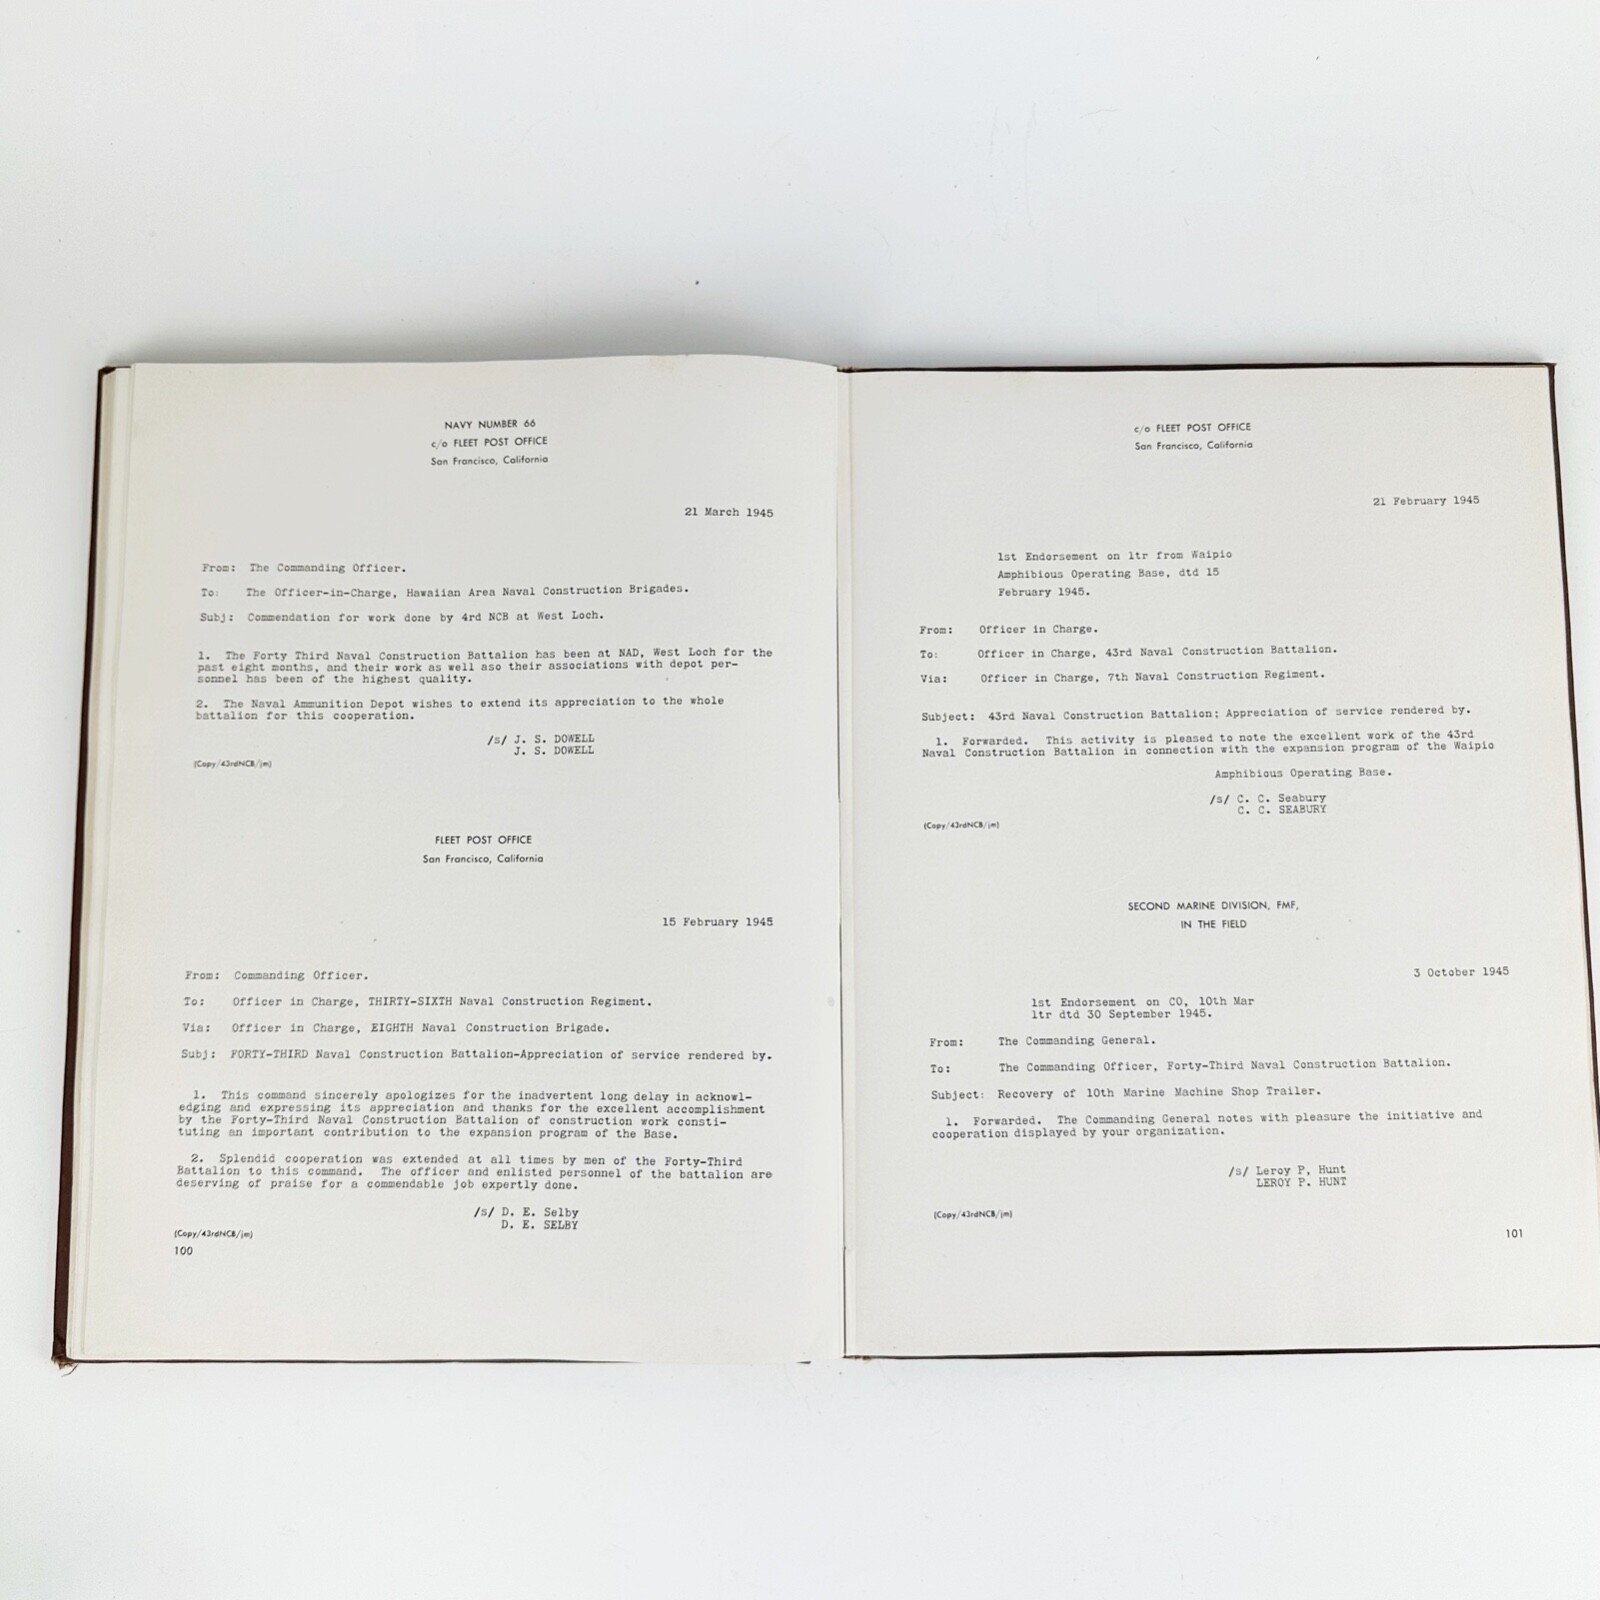 NAVY NUMBER 66
c/o FLEET POST OFFICE
San Francisco, California
21 March 1945
From: The Commanding Officer.
To: The Officer-in-Charge, Hawaiian Area Naval Construction Brigades.
Subj: Commendation for work done by 4rd NCB at West Loch.
1. The Forty Third Naval Construction Battalion has been at NAD, West Loch for the
past eight months, and their work as well aso their associations with depot per-
sonnel has been of the highest quality.
2. The Naval Ammunition Depot wishes to extend its appreciation to the whole
battalion for this cooperation.
/s/ J. S. DOWELL
J. S. DOWELL
(Copy/43rdNCB/jm)
FLEET POST OFFICE
San Francisco, California
15 February 1945
From: Commanding Officer.
To: Officer in Charge, THIRTY-SIXTH Naval Construction Regiment.
Via: Officer in Charge, EIGHTH Naval Construction Brigade.
Subj: FORTY-THIRD Naval Construction Battalion-Appreciation of service rendered by.
1. This command sincerely apologizes for the inadvertent long delay in acknowl-
edging and expressing its appreciation and thanks for the excellent accomplishment
by the Forty-Third Naval Construction Battalion of construction work consti-
tuting an important contribution to the expansion program of the Base.
2. Splendid cooperation was extended at all times by men of the Forty-Third
Battalion to this command. The officer and enlisted personnel of the battalion are
deserving of praise for a commendable job expertly done.
/s/ D. E. Selby
D. E. SELBY
(Copy/43rdNCB/jm)
100
c/o FLEET POST OFFICE
San Francisco, California
21 February 1945
1st Endorsement on ltr from Waipio
Amphibious Operating Base, dtd 15
February 1945.
From: Officer in Charge.
To: Officer in Charge, 43rd Naval Construction Battalion.
Via: Officer in Charge, 7th Naval Construction Regiment.
Subject: 43rd Naval Construction Battalion; Appreciation of service rendered by.
1. Forwarded. This activity is pleased to note the excellent work of the 43rd
Naval Construction Battalion in connection with the expansion program of the Waipio
Amphibious Operating Base.
/s/ C. C. Seabury
C. C. SEABURY
(Copy/43rdNCB/jm)
SECOND MARINE DIVISION, FMF,
IN THE FIELD
3 October 1945
1st Endorsement on CO, 10th Mar
ltr dtd 30 September 1945.
From: The Commanding General.
To: The Commanding Officer, Forty-Third Naval Construction Battalion.
Subject: Recovery of 10th Marine Machine Shop Trailer.
1. Forwarded. The Commanding General notes with pleasure the initiative and
cooperation displayed by your organization.
/s/ Leroy P. Hunt
LEROY P. HUNT
(Copy/43rdNCB/jm)
101